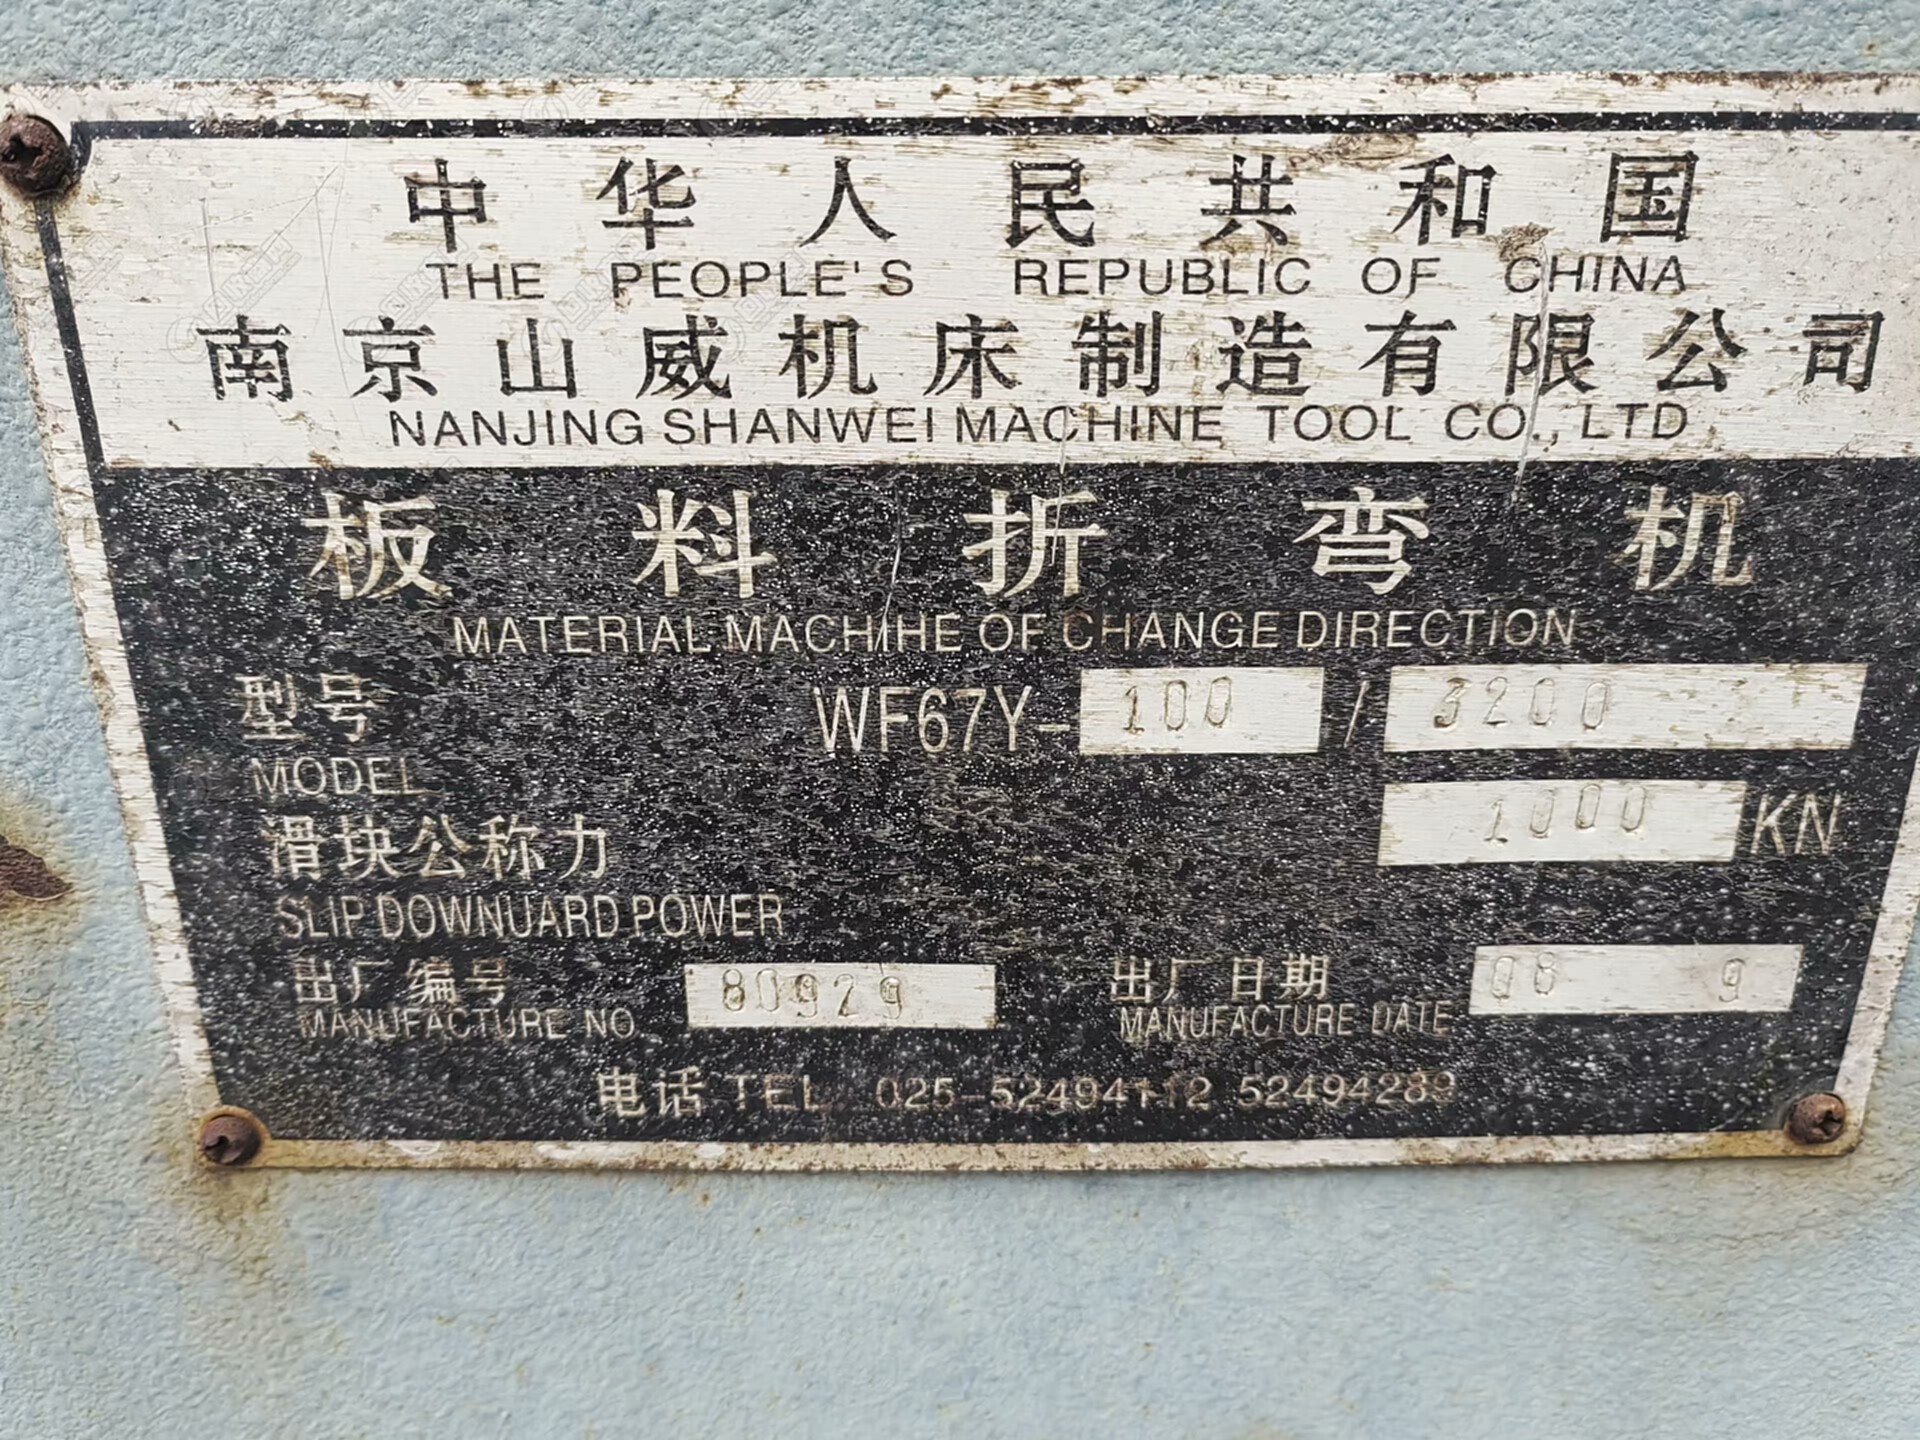 中华人民共和国
THE PEOPLE'S REPUBLIC OF CHINA
南京山威机床制造有限公司
NANJING SHANWEI MACHINE TOOL CO., LTD
板料折弯机
MATERIAL MACHIHE OF CHANGE DIRECTION
型号 WF67Y-100/3200
MODEL
滑块公称力 1000KN
SLIP DOWNUARD POWER
出厂编号 80929 出厂日期 08 9
MANUFACTURE NO MANUFACTURE DATE
电话 TEL. 025-52494112 52494289